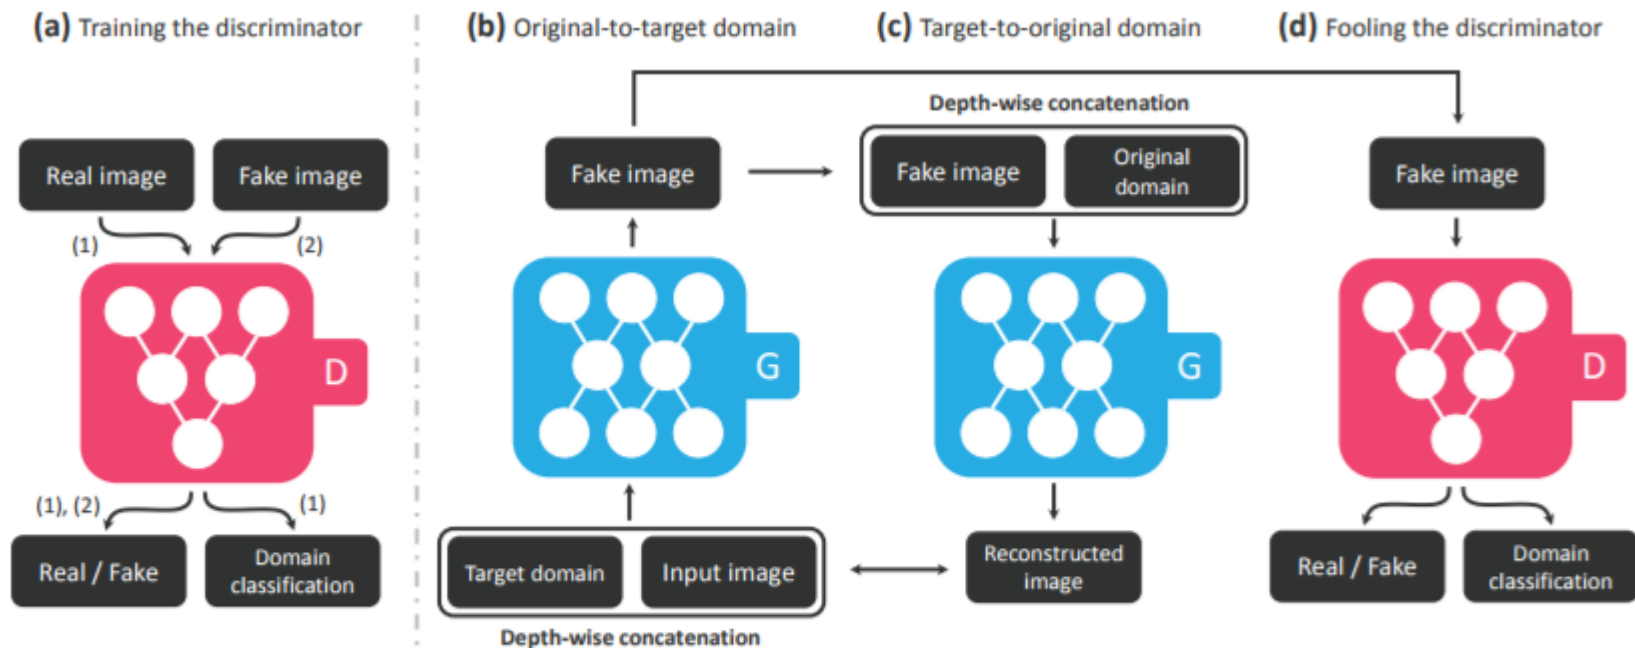 (a) Training the discriminator
(b) Original-to-target domain
(c) Target-to-original domain
(d) Fooling the discriminator
Real image
Fake image
(1)
(2)
D
(1), (2)
(1)
Real / Fake
Domain
classification
Fake image
G
Target domain
Input image
Depth-wise concatenation
Depth-wise concatenation
Fake image
Original
domain
G
Reconstructed
image
Fake image
D
Real / Fake
Domain
classification